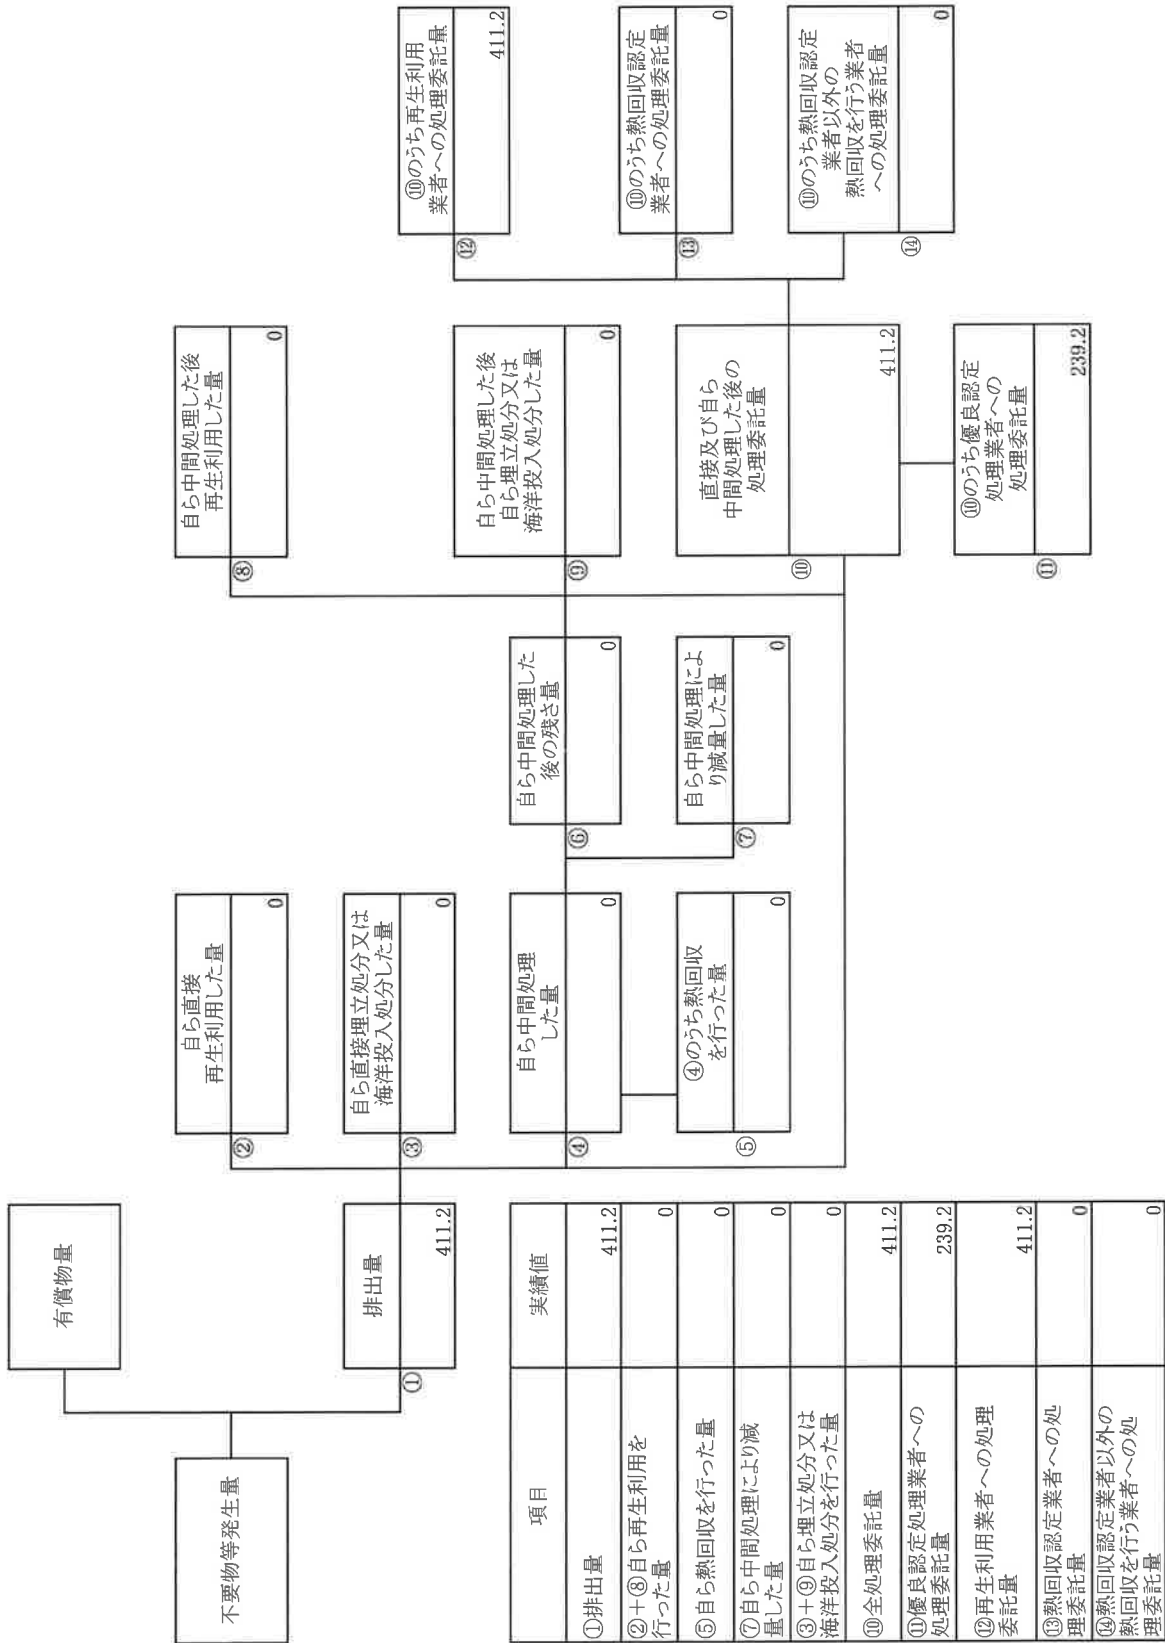 不要物等発生量
有償物量
①
排出量
411.2
②
自ら直接
再生利用した量
0
③
自ら直接埋立処分又は
海洋投入処分した量
0
④
自ら中間処理
した量
0
⑤
④のうち熱回収
を行った量
0
⑥
自ら中間処理した
後の残さ量
0
⑦
自ら中間処理によ
り減量した量
0
⑧
自ら中間処理した後
再生利用した量
0
⑨
自ら中間処理した後
自ら埋立処分又は
海洋投入処分した量
0
⑩
直接及び自ら
中間処理した後の
処理委託量
411.2
⑪
⑩のうち優良認定
処理業者への
処理委託量
239.2
⑫
⑩のうち再生利用
業者への処理委託量
411.2
⑬
⑩のうち熱回収認定
業者への処理委託量
0
⑭
⑩のうち熱回収認定
業者以外の
熱回収を行う業者
への処理委託量
0
項目
実績値
①排出量
411.2
②+⑧自ら再生利用を
行った量
0
⑤自ら熱回収を行った量
0
⑦自ら中間処理により減
量した量
0
③+⑨自ら埋立処分又は
海洋投入処分を行った量
0
⑩全処理委託量
411.2
⑪優良認定処理業者への
処理委託量
239.2
⑫再生利用業者への処理
委託量
411.2
⑬熱回収認定業者への処
理委託量
0
⑭熱回収認定業者以外の
熱回収を行う業者への処
理委託量
0